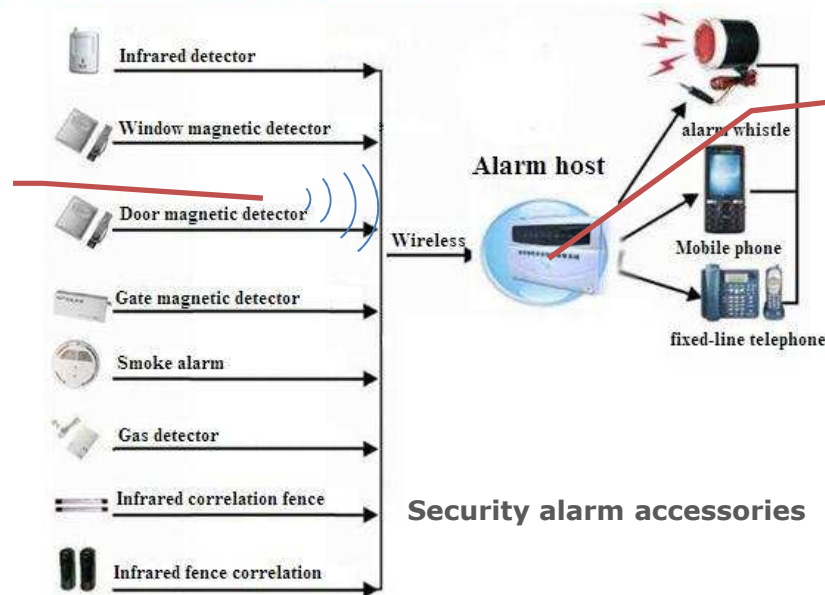 Infrared detector
Window magnetic detector
Door magnetic detector
Gate magnetic detector
Smoke alarm
Gas detector
Infrared correlation fence
Infrared fence correlation
Wireless
Alarm host
alarm whistle
Mobile phone
fixed-line telephone
Security alarm accessories